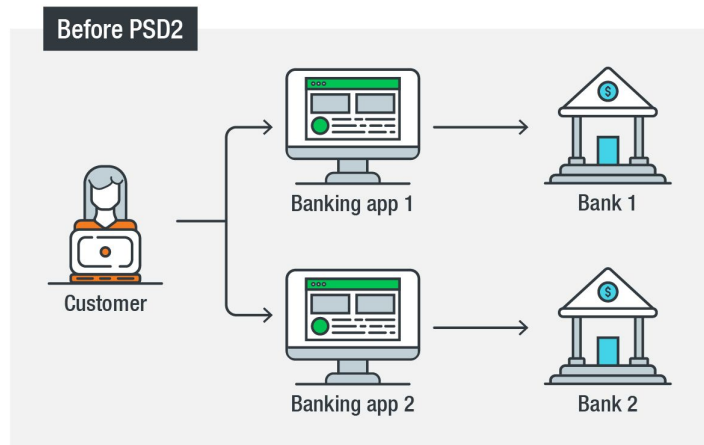 Before PSD2
Banking app 1
Bank 1
Customer
Banking app 2
Bank 2
$
$